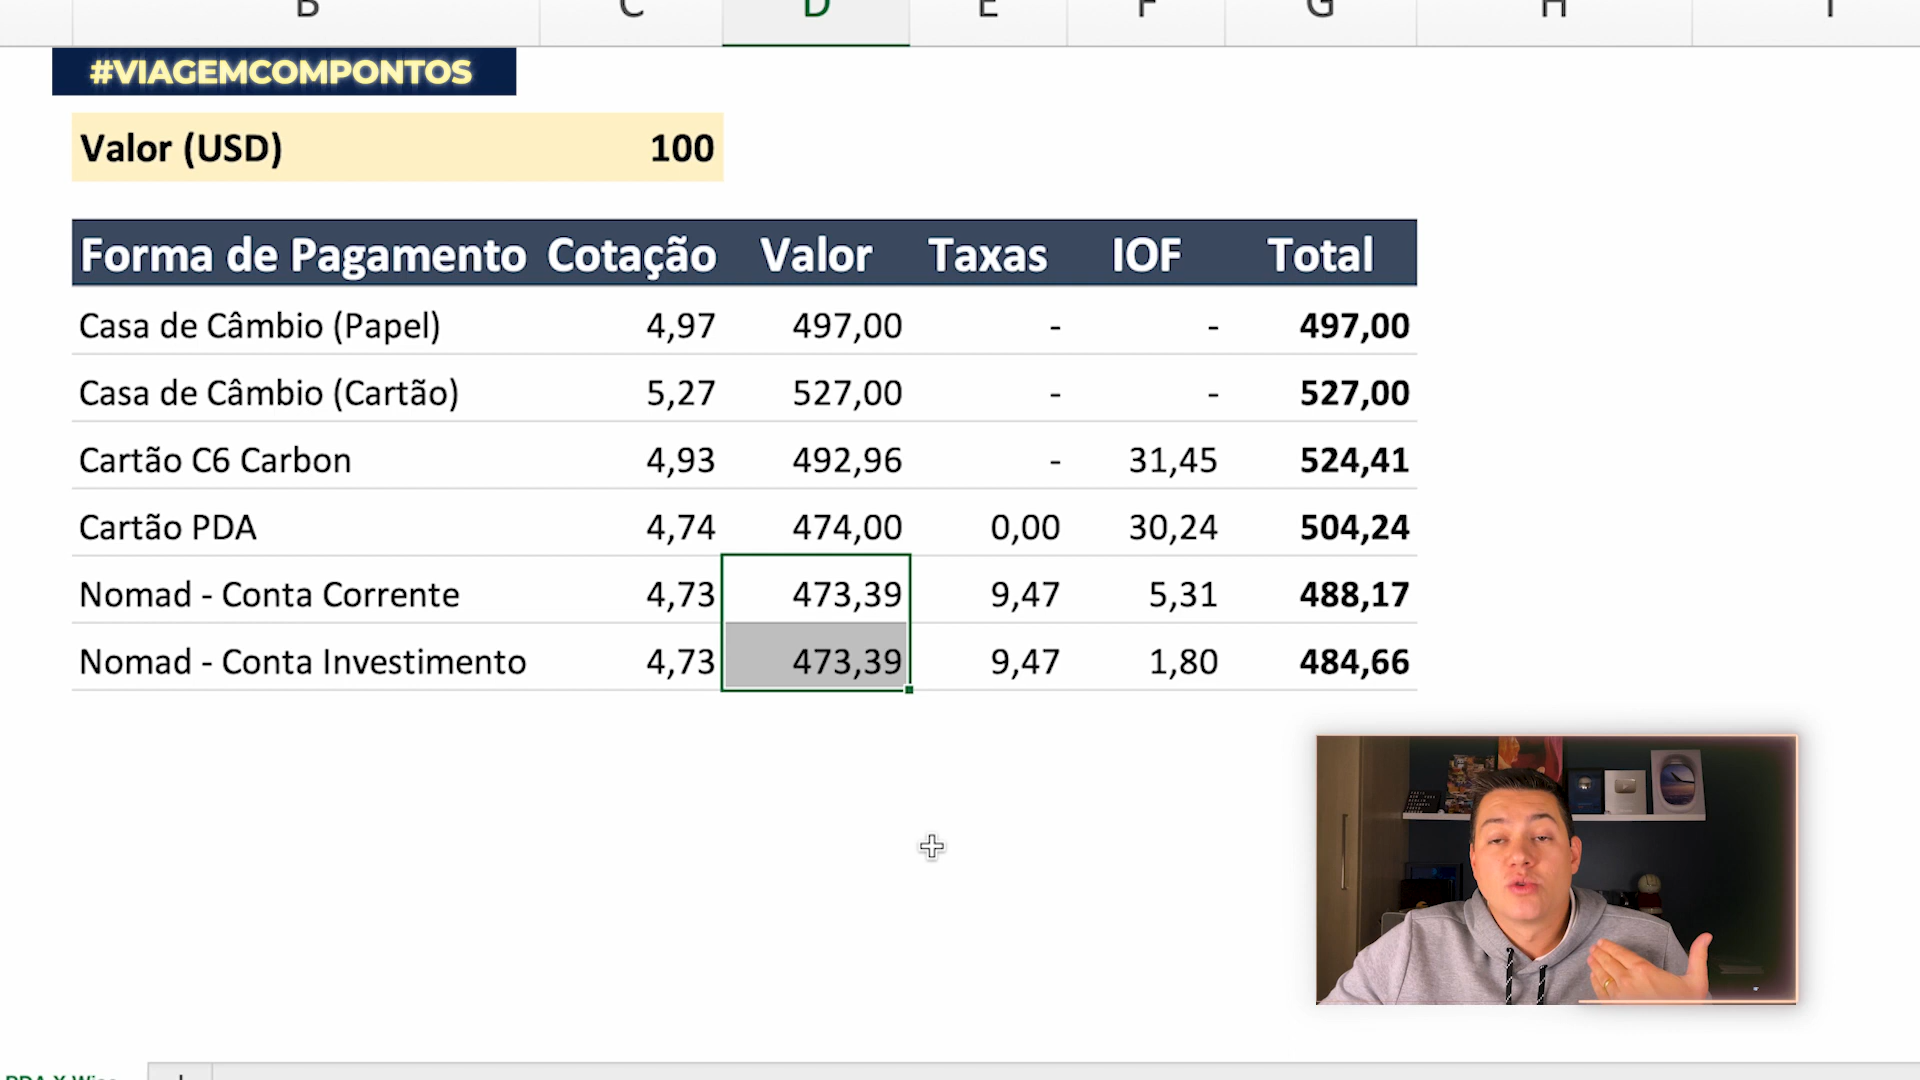 B C D E F G H I
#VIAGEMCOMPONTOS
Valor (USD) 100
Forma de Pagamento Cotação Valor Taxas IOF Total
Casa de Câmbio (Papel) 4,97 497,00 - - 497,00
Casa de Câmbio (Cartão) 5,27 527,00 - - 527,00
Cartão C6 Carbon 4,93 492,96 - 31,45 524,41
Cartão PDA 4,74 474,00 0,00 30,24 504,24
Nomad - Conta Corrente 4,73 473,39 9,47 5,31 488,17
Nomad - Conta Investimento 4,73 473,39 9,47 1,80 484,66